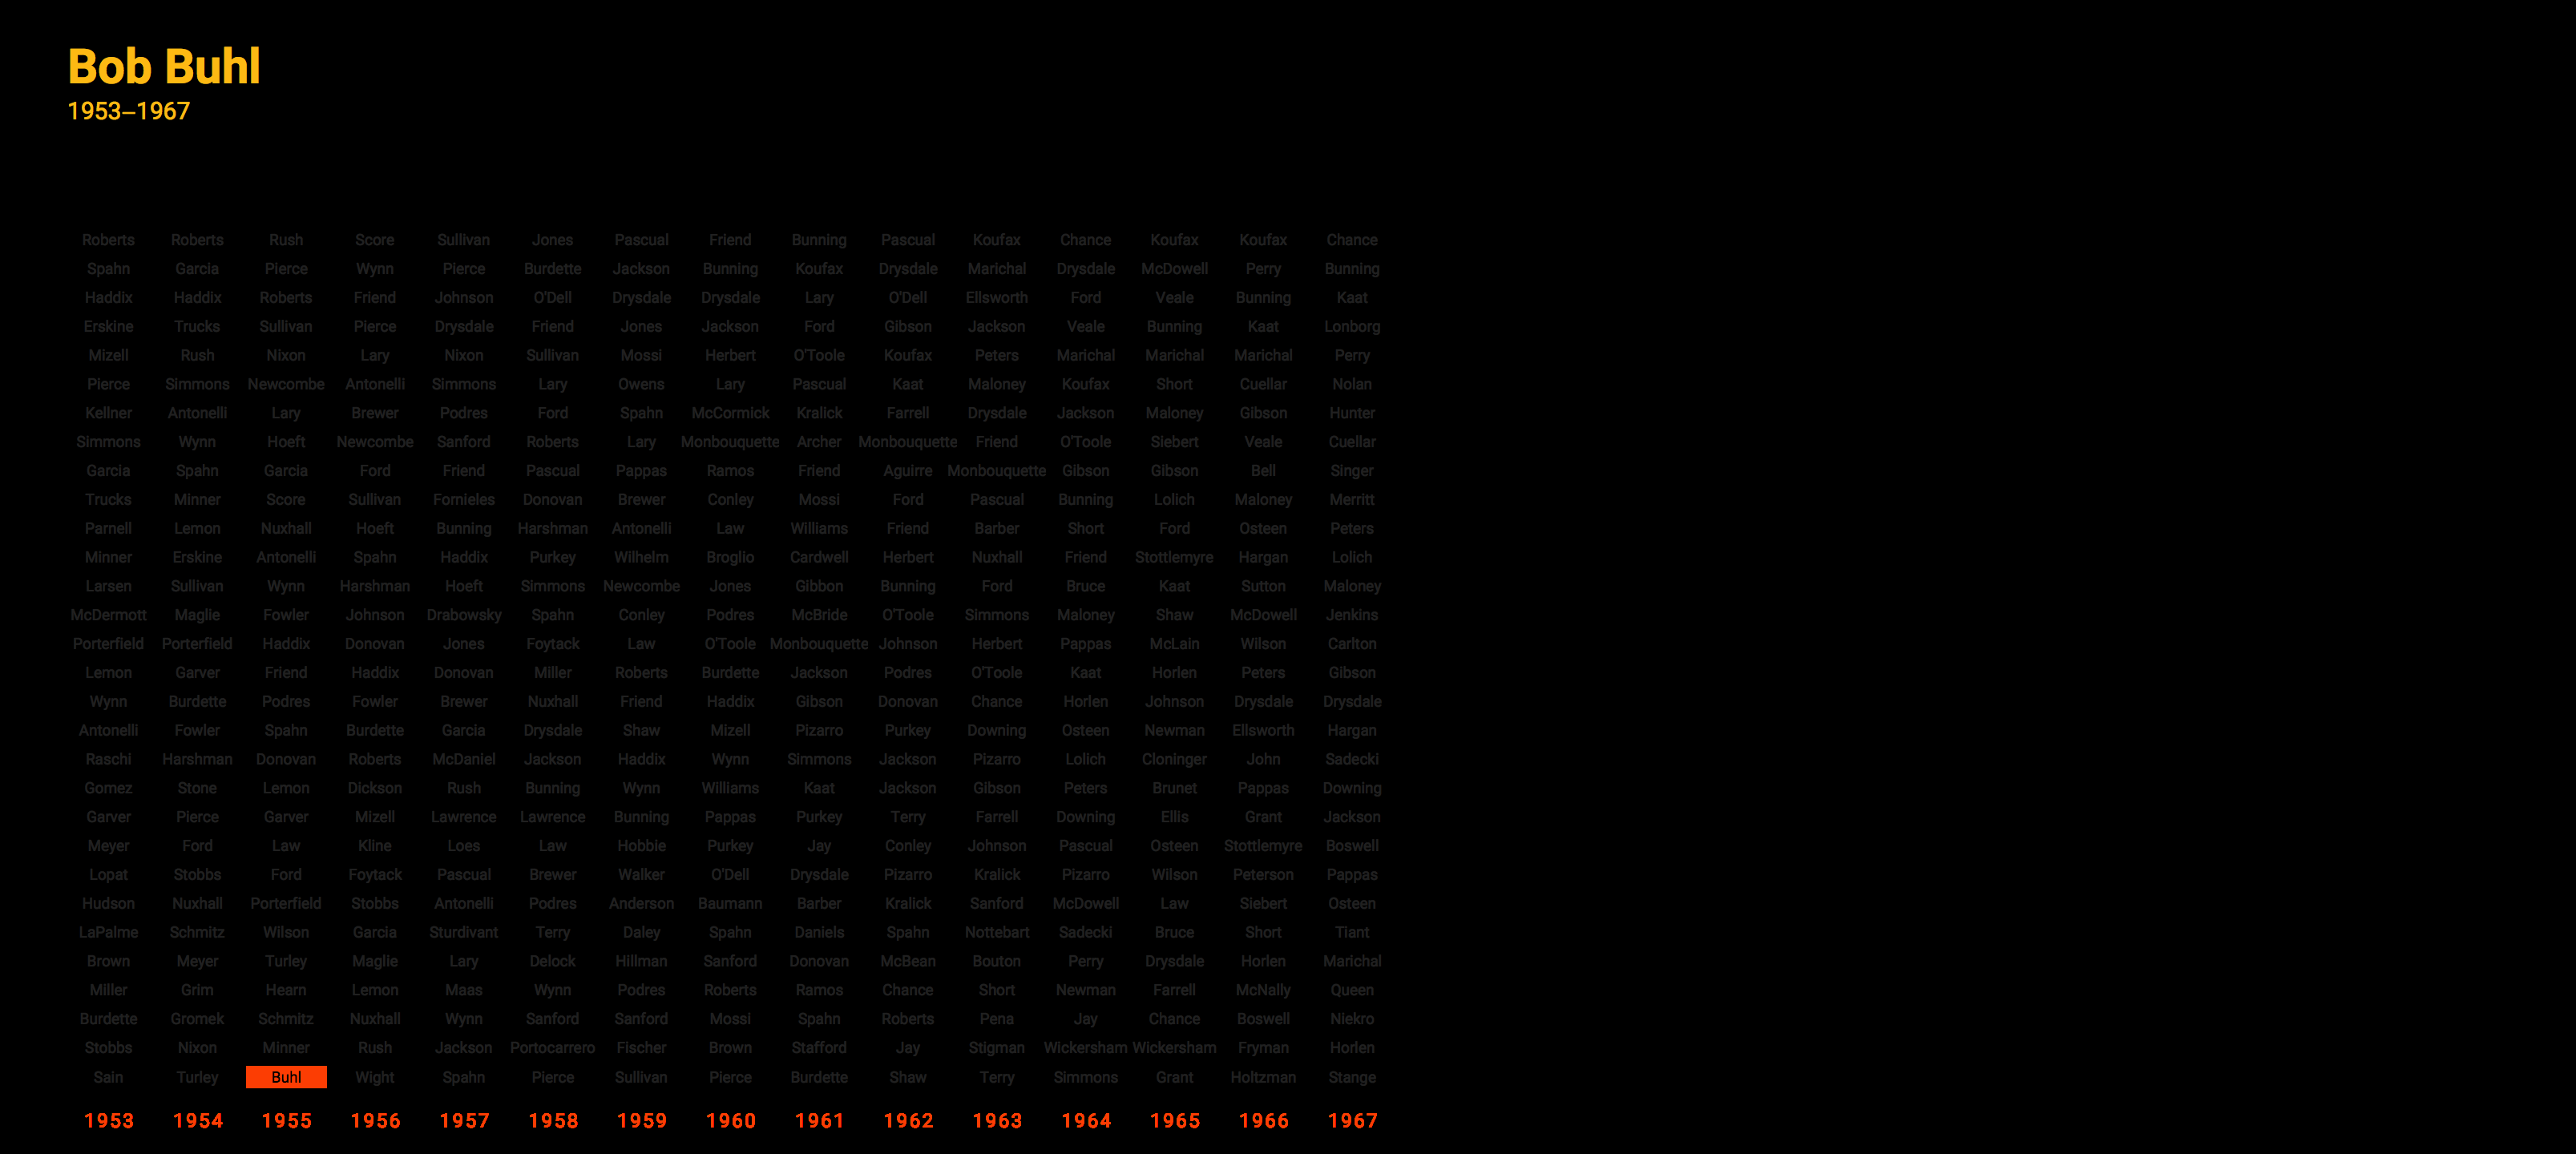 Bob Buhl
1953–1967
Roberts Roberts Rush Score Sullivan Jones Pascual Friend Bunning Pascual Koufax Chance Koufax Koufax Chance
Spahn Garcia Pierce Wynn Pierce Burdette Jackson Bunning Koufax Drysdale Marichal Drysdale McDowell Perry Bunning
Haddix Haddix Roberts Friend Johnson O'Dell Drysdale Drysdale Lary O'Dell Ellsworth Ford Veale Bunning Kaat
Erskine Trucks Sullivan Pierce Drysdale Friend Jones Jackson Ford Gibson Jackson Veale Bunning Kaat Lonborg
Mizell Rush Nixon Lary Nixon Sullivan Mossi Herbert O'Toole Koufax Peters Marichal Marichal Marichal Perry
Pierce Simmons Newcombe Antonelli Simmons Lary Owens Lary Pascual Kaat Maloney Koufax Short Cuellar Nolan
Kellner Antonelli Lary Brewer Podres Ford Spahn McCormick Kralick Farrell Drysdale Jackson Maloney Gibson Hunter
Simmons Wynn Hoeft Newcombe Sanford Roberts Lary Monbouquette Archer Monbouquette Friend O'Toole Siebert Veale Cuellar
Garcia Spahn Garcia Ford Friend Pascual Pappas Ramos Friend Aguirre Monbouquette Gibson Gibson Bell Singer
Trucks Minner Score Sullivan Fornieles Donovan Brewer Conley Mossi Ford Pascual Bunning Lolich Maloney Merritt
Parnell Lemon Nuxhall Hoeft Bunning Harshman Antonelli Law Williams Friend Barber Short Ford Osteen Peters
Minner Erskine Antonelli Spahn Haddix Purkey Wilhelm Broglio Cardwell Herbert Nuxhall Friend Stottlemyre Hargan Lolich
Larsen Sullivan Wynn Harshman Hoeft Simmons Newcombe Jones Gibbon Bunning Ford Bruce Kaat Sutton Maloney
McDermott Maglie Fowler Johnson Drabowsky Spahn Conley Podres McBride O'Toole Simmons Maloney Shaw McDowell Jenkins
Porterfield Porterfield Haddix Donovan Jones Foytack Law O'Toole Monbouquette Johnson Herbert Pappas McLain Wilson Carlton
Lemon Garver Friend Haddix Donovan Miller Roberts Burdette Jackson Podres O'Toole Kaat Horlen Peters Gibson
Wynn Burdette Podres Fowler Brewer Nuxhall Friend Haddix Gibson Donovan Chance Horlen Johnson Drysdale Drysdale
Antonelli Fowler Spahn Burdette Garcia Drysdale Shaw Mizell Pizarro Purkey Downing Osteen Newman Ellsworth Hargan
Raschi Harshman Donovan Roberts McDaniel Jackson Haddix Wynn Simmons Jackson Pizarro Lolich Cloninger John Sadecki
Gomez Stone Lemon Dickson Rush Bunning Wynn Williams Kaat Jackson Gibson Peters Brunet Pappas Downing
Garver Pierce Garver Mizell Lawrence Lawrence Bunning Pappas Purkey Terry Farrell Downing Ellis Grant Jackson
Meyer Ford Law Kline Loes Law Hobbie Purkey Jay Conley Johnson Pascual Osteen Stottlemyre Boswell
Lopat Stobbs Ford Foytack Pascual Brewer Walker O'Dell Drysdale Pizarro Kralick Pizarro Wilson Peterson Pappas
Hudson Nuxhall Porterfield Stobbs Antonelli Podres Anderson Baumann Barber Kralick Sanford McDowell Law Siebert Osteen
LaPalme Schmitz Wilson Garcia Sturdivant Terry Daley Spahn Daniels Spahn Nottebart Sadecki Bruce Short Tiant
Brown Meyer Turley Maglie Lary Delock Hillman Sanford Donovan McBean Bouton Perry Drysdale Horlen Marichal
Miller Grim Hearn Lemon Maas Wynn Podres Roberts Ramos Chance Short Newman Farrell McNally Queen
Burdette Gromek Schmitz Nuxhall Wynn Sanford Sanford Mossi Spahn Roberts Pena Jay Chance Boswell Niekro
Stobbs Nixon Minner Rush Jackson Portocarrero Fischer Brown Stafford Jay Stigman Wickersham Wickersham Fryman Horlen
Sain Turley Buhl Wight Spahn Pierce Sullivan Pierce Burdette Shaw Terry Simmons Grant Holtzman Stange
1953 1954 1955 1956 1957 1958 1959 1960 1961 1962 1963 1964 1965 1966 1967